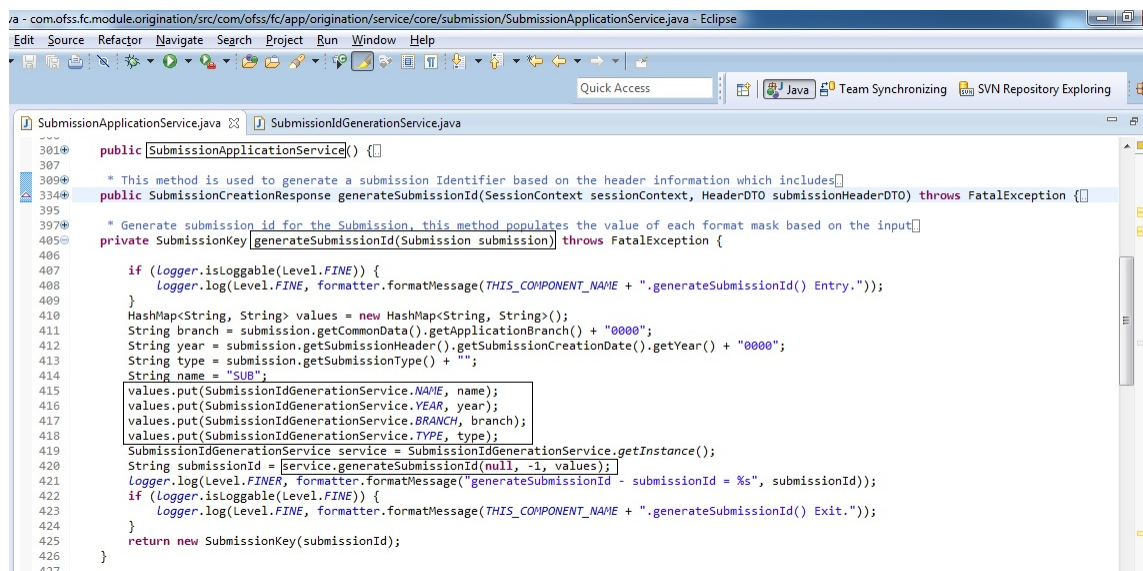 va - com.ofss.fc.module.origination/src/com/ofss/fc/app/origination/service/core/submission/SubmissionApplicationService.java - Eclipse
Edit Source Refactor Navigate Search Project Run Window Help
Quick Access Java Team Synchronizing SVN Repository Exploring
SubmissionApplicationService.java SubmissionIdGenerationService.java
301 public SubmissionApplicationService() {
307
309 * This method is used to generate a submission Identifier based on the header information which includes
334 public SubmissionCreationResponse generateSubmissionId(SessionContext sessionContext, HeaderDTO submissionHeaderDTO) throws FatalException {
395
397 * Generate submission id for the Submission, this method populates the value of each format mask based on the input
405 private SubmissionKey generateSubmissionId(Submission submission) throws FatalException {
406
407 if (logger.isLoggable(Level.FINE)) {
408 logger.log(Level.FINE, formatter.formatMessage(THIS_COMPONENT_NAME + ".generateSubmissionId() Entry."));
409 }
410 HashMap<String, String> values = new HashMap<String, String>();
411 String branch = submission.getCommonData().getApplicationBranch() + "0000";
412 String year = submission.getSubmissionHeader().getSubmissionCreationDate().getYear() + "0000";
413 String type = submission.getSubmissionType() + "";
414 String name = "SUB";
415 values.put(SubmissionIdGenerationService.NAME, name);
416 values.put(SubmissionIdGenerationService.YEAR, year);
417 values.put(SubmissionIdGenerationService.BRANCH, branch);
418 values.put(SubmissionIdGenerationService.TYPE, type);
419 SubmissionIdGenerationService service = SubmissionIdGenerationService.getInstance();
420 String submissionId = service.generateSubmissionId(null, -1, values);
421 logger.log(Level.FINER, formatter.formatMessage("generateSubmissionId - submissionId = %s", submissionId));
422 if (logger.isLoggable(Level.FINE)) {
423 logger.log(Level.FINE, formatter.formatMessage(THIS_COMPONENT_NAME + ".generateSubmissionId() Exit."));
424 }
425 return new SubmissionKey(submissionId);
426 }